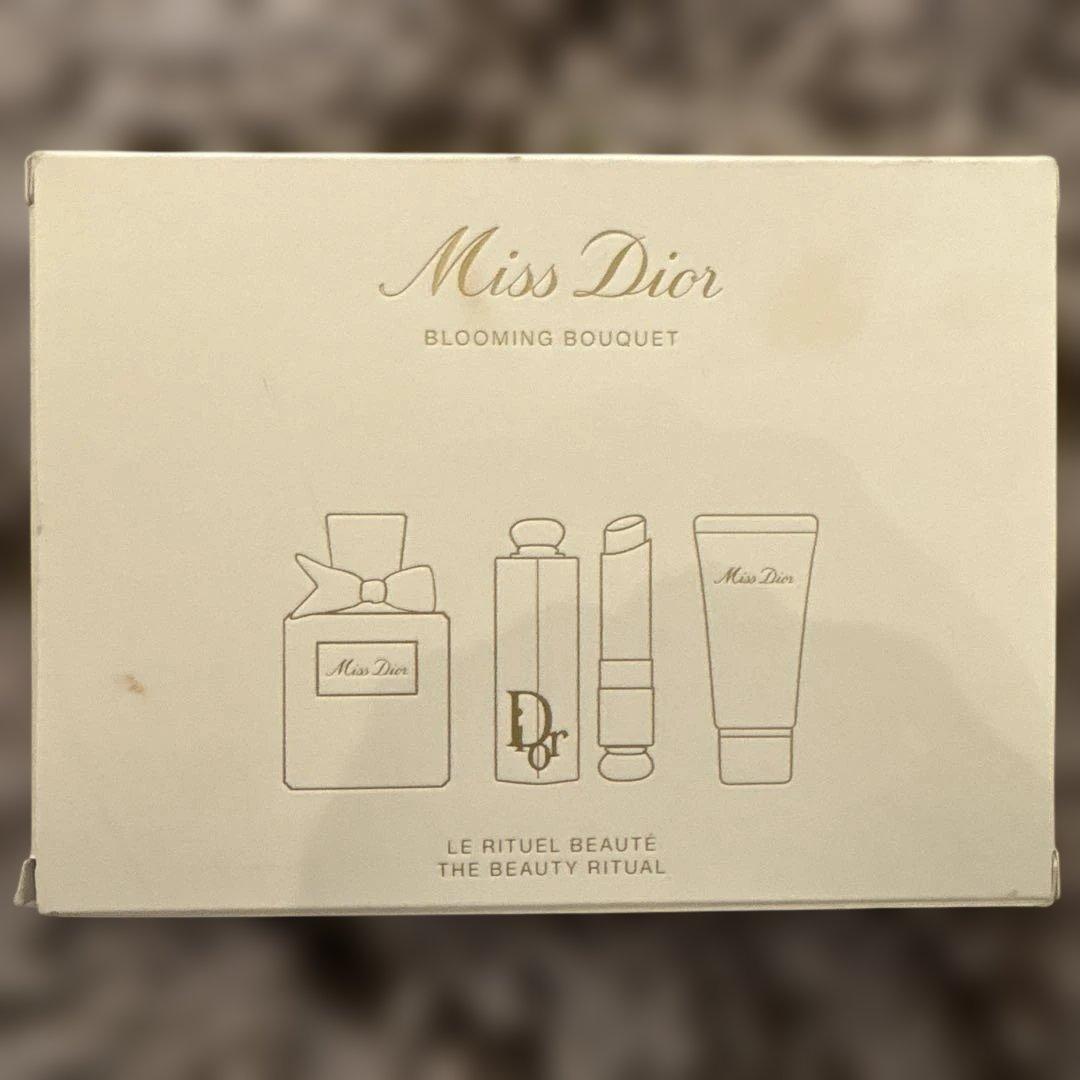 Miss Dior
BLOOMING BOUQUET
Miss Dior
Dior
Miss Dior
LE RITUEL BEAUTÉ
THE BEAUTY RITUAL